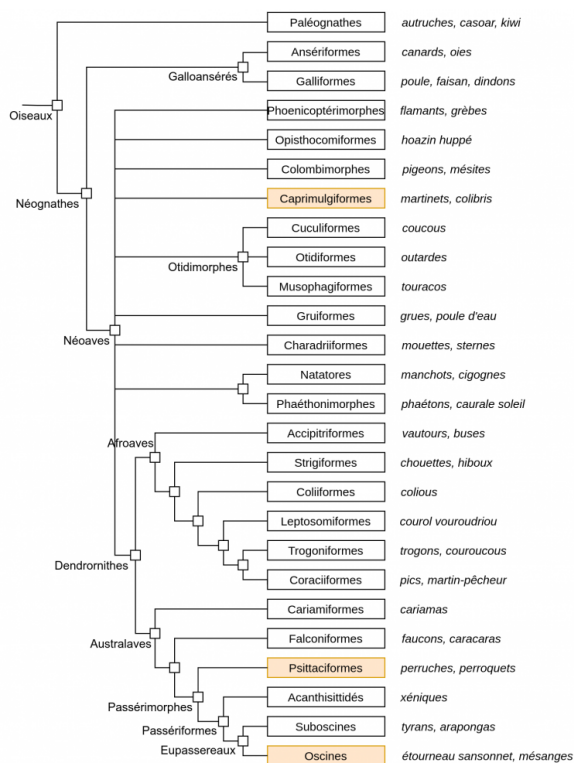 Paléognathes autruches, casoar, kiwi
Ansériformes canards, oies
Galloansérés
Galliformes poule, faisan, dindons
Oiseaux
Phoenicoptérimorphes flamants, grèbes
Opisthocomiformes hoazin huppé
Colombimorphes pigeons, mésites
Néognathes
Caprimulgiformes martinets, colibris
Cuculiformes coucous
Otidimorphes
Otidiformes outardes
Musophagiformes touracos
Gruiformes grues, poule d'eau
Néoaves
Charadriiformes mouettes, sternes
Natatores manchots, cigognes
Phaéthonimorphes phaétons, caurale soleil
Accipitriformes vautours, buses
Afroaves
Strigiformes chouettes, hiboux
Coliiformes colious
Leptosomiformes courol vouroudriou
Trogoniformes trogons, couroucous
Dendrornithes
Coraciiformes pics, martin-pêcheur
Cariamiformes cariamas
Australaves
Falconiformes faucons, caracaras
Psittaciformes perruches, perroquets
Acanthisittidés xéniques
Passérimorphes
Suboscines tyrans, arapongas
Passériformes
Eupassereaux
Oscines étourneau sansonnet, mésanges